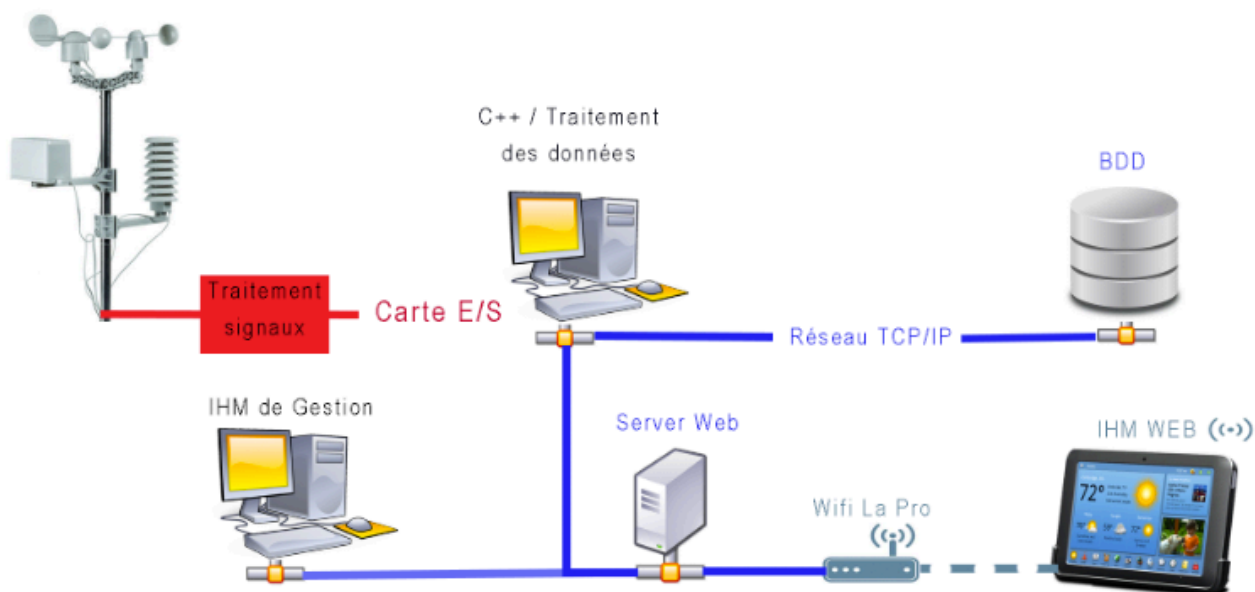 C++ / Traitement
des données
BDD
Traitement
signaux
Carte E/S
Réseau TCP/IP
IHM de Gestion
Server Web
IHM WEB
Wifi La Pro
72°